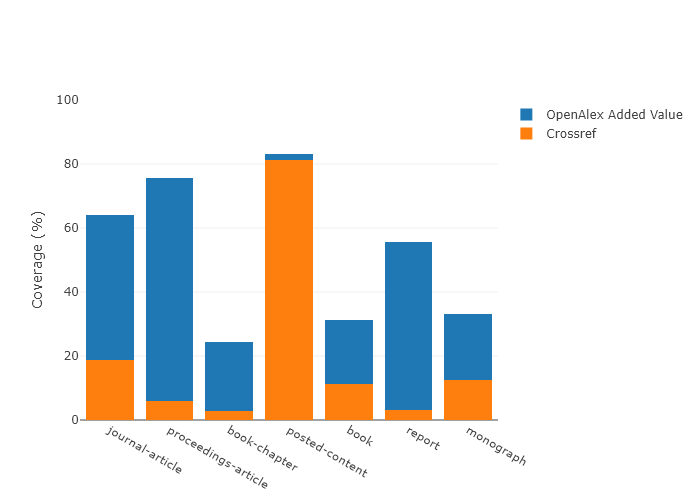 100
80
60
40
20
0
Coverage (%)
journal-article
proceedings-article
book-chapter
posted-content
book
report
monograph
OpenAlex Added Value
Crossref